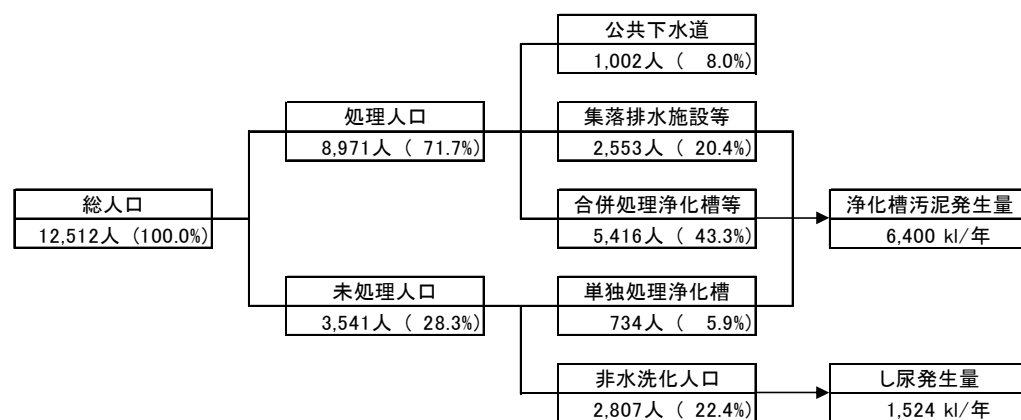 公共下水道
1,002人 (  8.0%)
処理人口
8,971人 ( 71.7%)
集落排水施設等
2,553人 ( 20.4%)
総人口
12,512人 (100.0%)
合併処理浄化槽等
5,416人 ( 43.3%)
浄化槽汚泥発生量
6,400 kl/年
未処理人口
3,541人 ( 28.3%)
単独処理浄化槽
734人 (  5.9%)
非水洗化人口
2,807人 ( 22.4%)
し尿発生量
1,524 kl/年